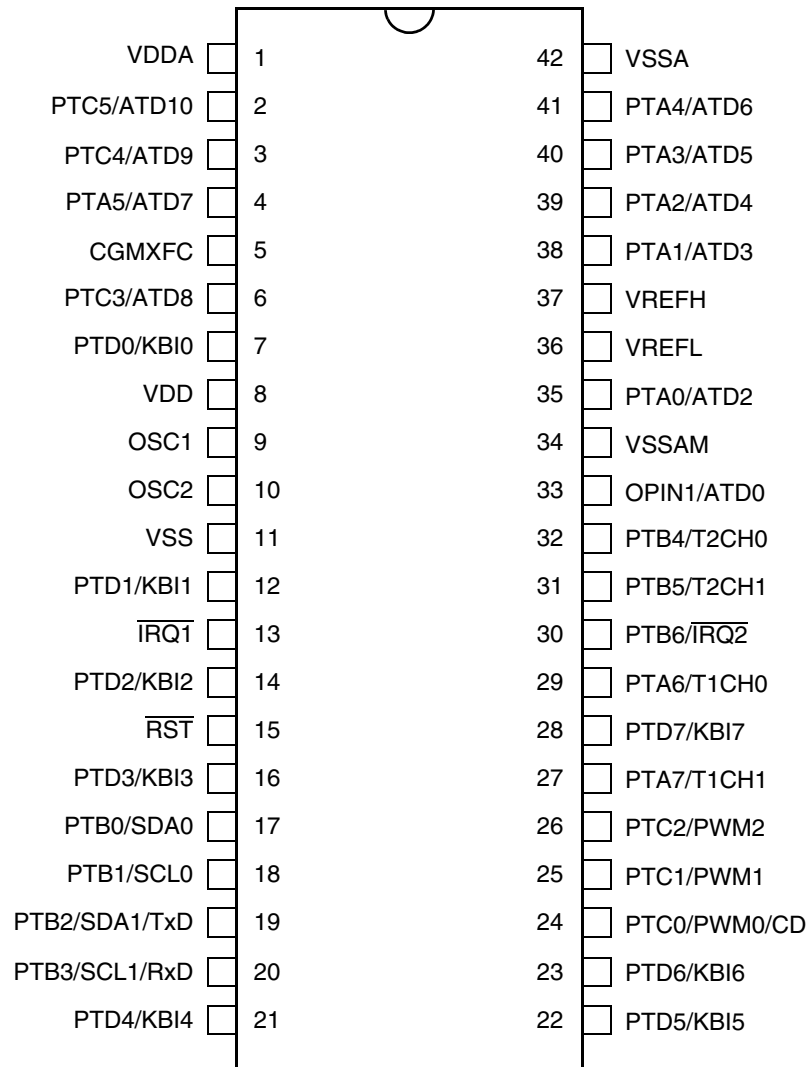 VDDA 1 42 VSSA
PTC5/ATD10 2 41 PTA4/ATD6
PTC4/ATD9 3 40 PTA3/ATD5
PTA5/ATD7 4 39 PTA2/ATD4
CGMXFC 5 38 PTA1/ATD3
PTC3/ATD8 6 37 VREFH
PTD0/KBI0 7 36 VREFL
VDD 8 35 PTA0/ATD2
OSC1 9 34 VSSAM
OSC2 10 33 OPIN1/ATD0
VSS 11 32 PTB4/T2CH0
PTD1/KBI1 12 31 PTB5/T2CH1
I̅R̅Q̅1̅ 13 30 PTB6/I̅R̅Q̅2̅
PTD2/KBI2 14 29 PTA6/T1CH0
R̅S̅T̅ 15 28 PTD7/KBI7
PTD3/KBI3 16 27 PTA7/T1CH1
PTB0/SDA0 17 26 PTC2/PWM2
PTB1/SCL0 18 25 PTC1/PWM1
PTB2/SDA1/TxD 19 24 PTC0/PWM0/CD
PTB3/SCL1/RxD 20 23 PTD6/KBI6
PTD4/KBI4 21 22 PTD5/KBI5